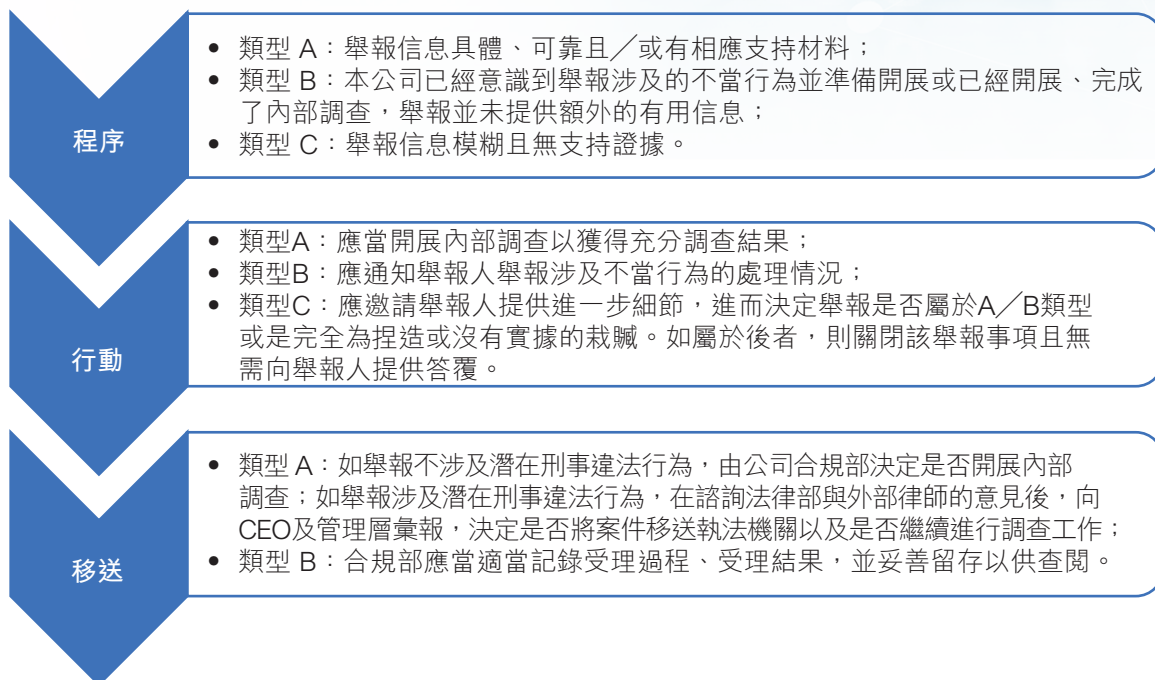 程序
• 類型 A：舉報信息具體、可靠且╱或有相應支持材料；
• 類型 B：本公司已經意識到舉報涉及的不當行為並準備開展或已經開展、完成
了內部調查，舉報並未提供額外的有用信息；
• 類型 C：舉報信息模糊且無支持證據。
行動
• 類型A：應當開展內部調查以獲得充分調查結果；
• 類型B：應通知舉報人舉報涉及不當行為的處理情況；
• 類型C：應邀請舉報人提供進一步細節，進而決定舉報是否屬於A╱B類型
或是完全為捏造或沒有實據的栽贓。如屬於後者，則關閉該舉報事項且無
需向舉報人提供答覆。
移送
• 類型 A：如舉報不涉及潛在刑事違法行為，由公司合規部決定是否開展內部
調查；如舉報涉及潛在刑事違法行為，在諮詢法律部與外部律師的意見後，向
CEO及管理層彙報，決定是否將案件移送執法機關以及是否繼續進行調查工作；
• 類型 B：合規部應當適當記錄受理過程、受理結果，並妥善留存以供查閱。